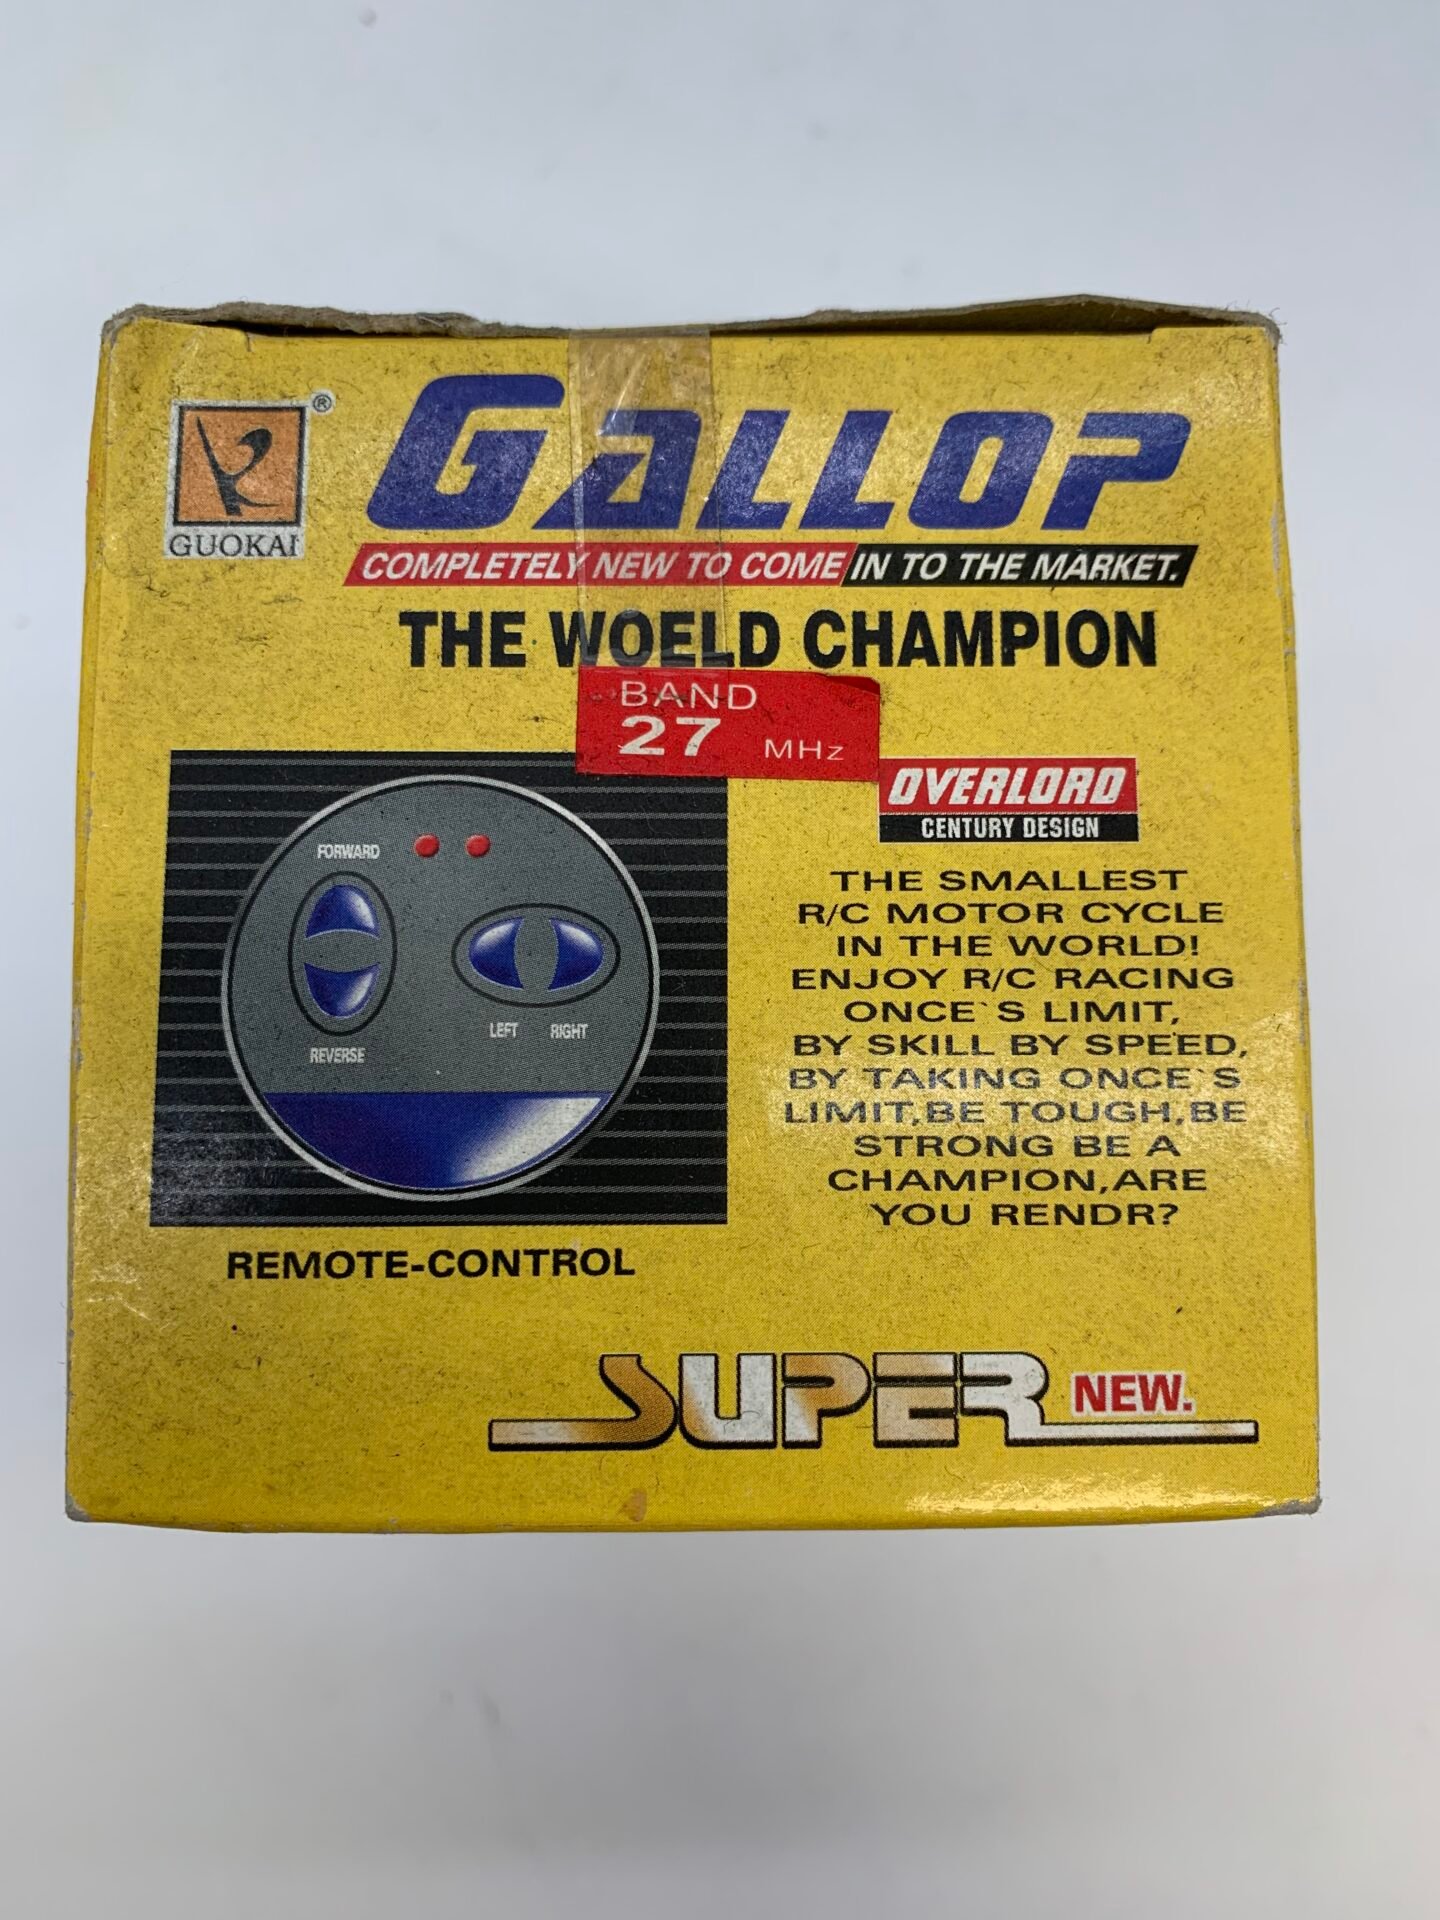 GUOKAI
®
GALLOP
COMPLETELY NEW TO COME IN TO THE MARKET.
THE WOELD CHAMPION
BAND
27 MHz
OVERLORD
CENTURY DESIGN
FORWARD
REVERSE
LEFT RIGHT
REMOTE-CONTROL
THE SMALLEST
R/C MOTOR CYCLE
IN THE WORLD!
ENJOY R/C RACING
ONCE`S LIMIT,
BY SKILL BY SPEED,
BY TAKING ONCE`S
LIMIT,BE TOUGH,BE
STRONG BE A
CHAMPION,ARE
YOU RENDR?
SUPER NEW.